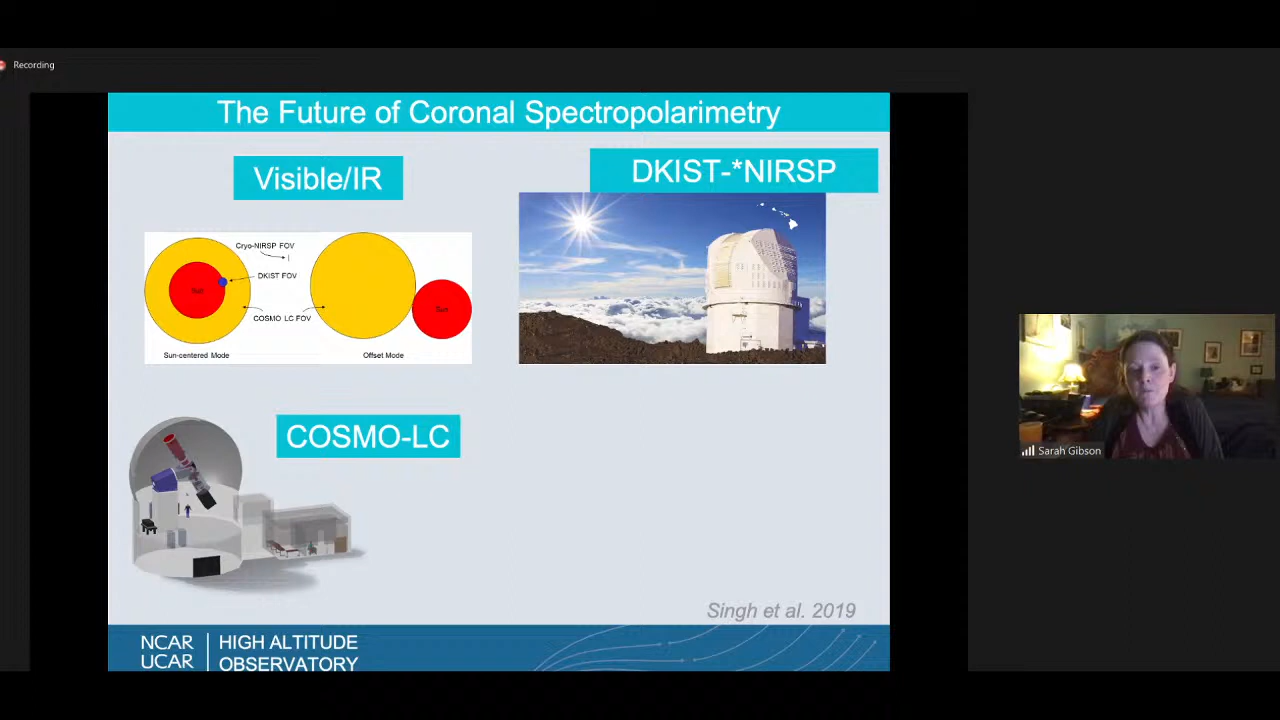 Recording
The Future of Coronal Spectropolarimetry
Visible/IR
DKIST-*NIRSP
Cryo-NIRSP FOV
DKIST FOV
Sun
Sun
COSMO LC FOV
Sun-centered Mode
Offset Mode
COSMO-LC
Sarah Gibson
Singh et al. 2019
NCAR
UCAR
HIGH ALTITUDE
OBSERVATORY